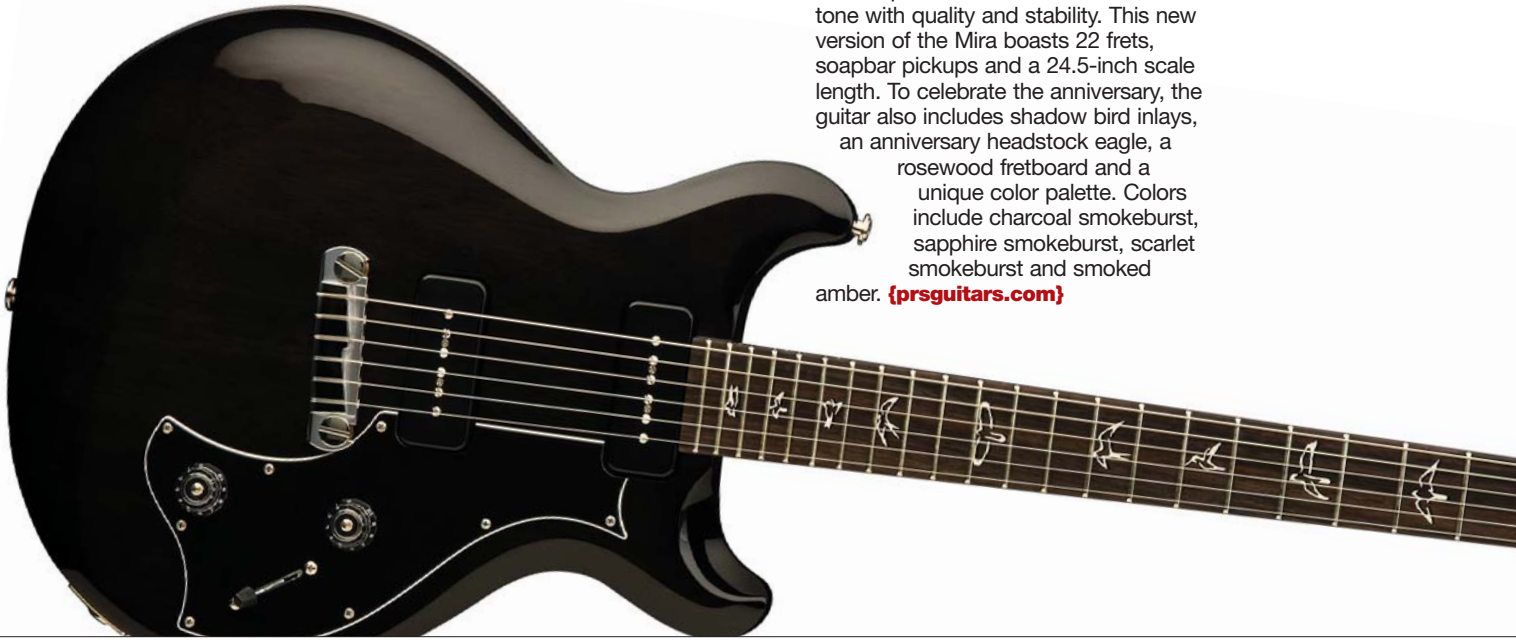 tone with quality and stability. This new
version of the Mira boasts 22 frets,
soapbar pickups and a 24.5-inch scale
length. To celebrate the anniversary, the
guitar also includes shadow bird inlays,
an anniversary headstock eagle, a
rosewood fretboard and a
unique color palette. Colors
include charcoal smokeburst,
sapphire smokeburst, scarlet
smokeburst and smoked
amber. {prsguitars.com}